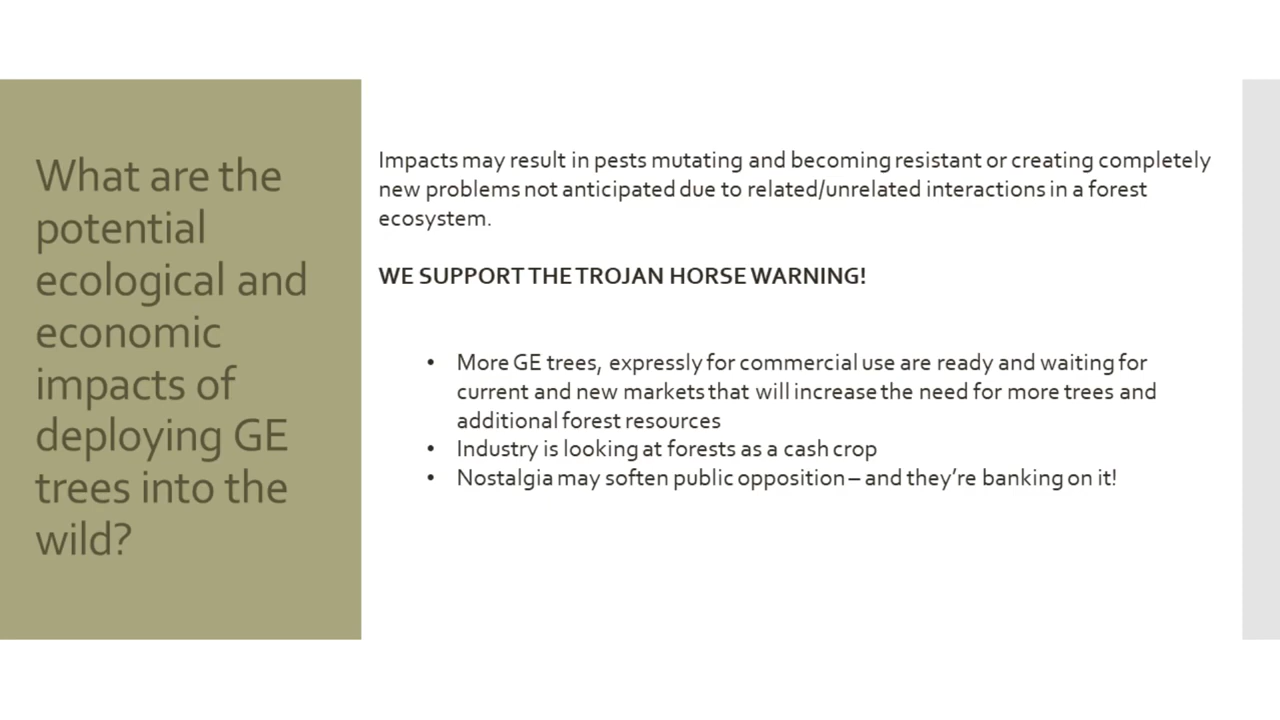 What are the
potential
ecological and
economic
impacts of
deploying GE
trees into the
wild?
Impacts may result in pests mutating and becoming resistant or creating completely
new problems not anticipated due to related/unrelated interactions in a forest
ecosystem.
WE SUPPORT THE TROJAN HORSE WARNING!
• More GE trees, expressly for commercial use are ready and waiting for
current and new markets that will increase the need for more trees and
additional forest resources
• Industry is looking at forests as a cash crop
• Nostalgia may soften public opposition – and they’re banking on it!